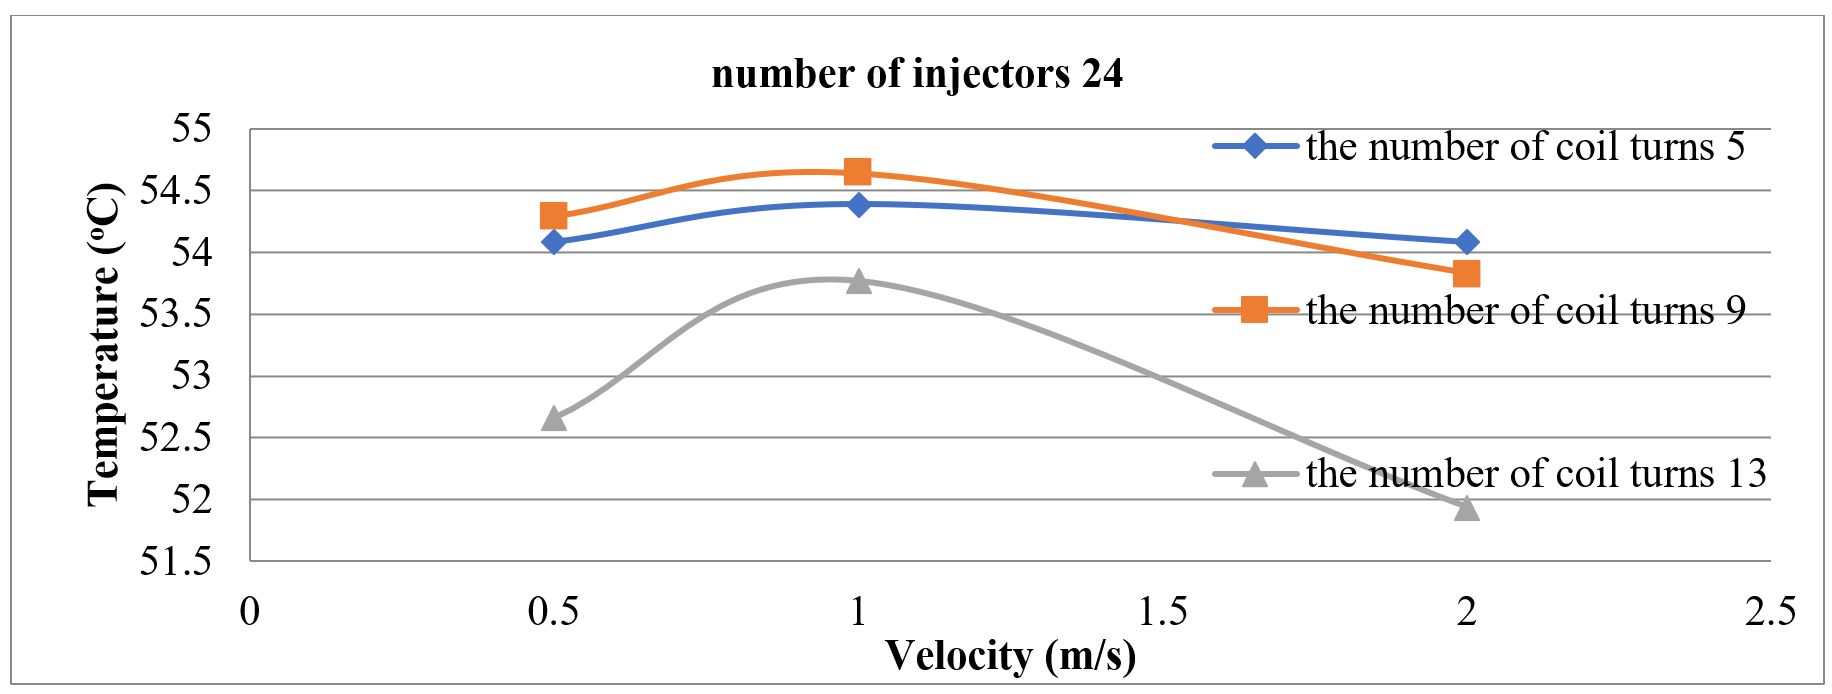 number of injectors 24
55
54.5
54
53.5
53
52.5
52
51.5
Temperature (ºC)
the number of coil turns 5
the number of coil turns 9
the number of coil turns 13
0 0.5 1 1.5 2 2.5
Velocity (m/s)